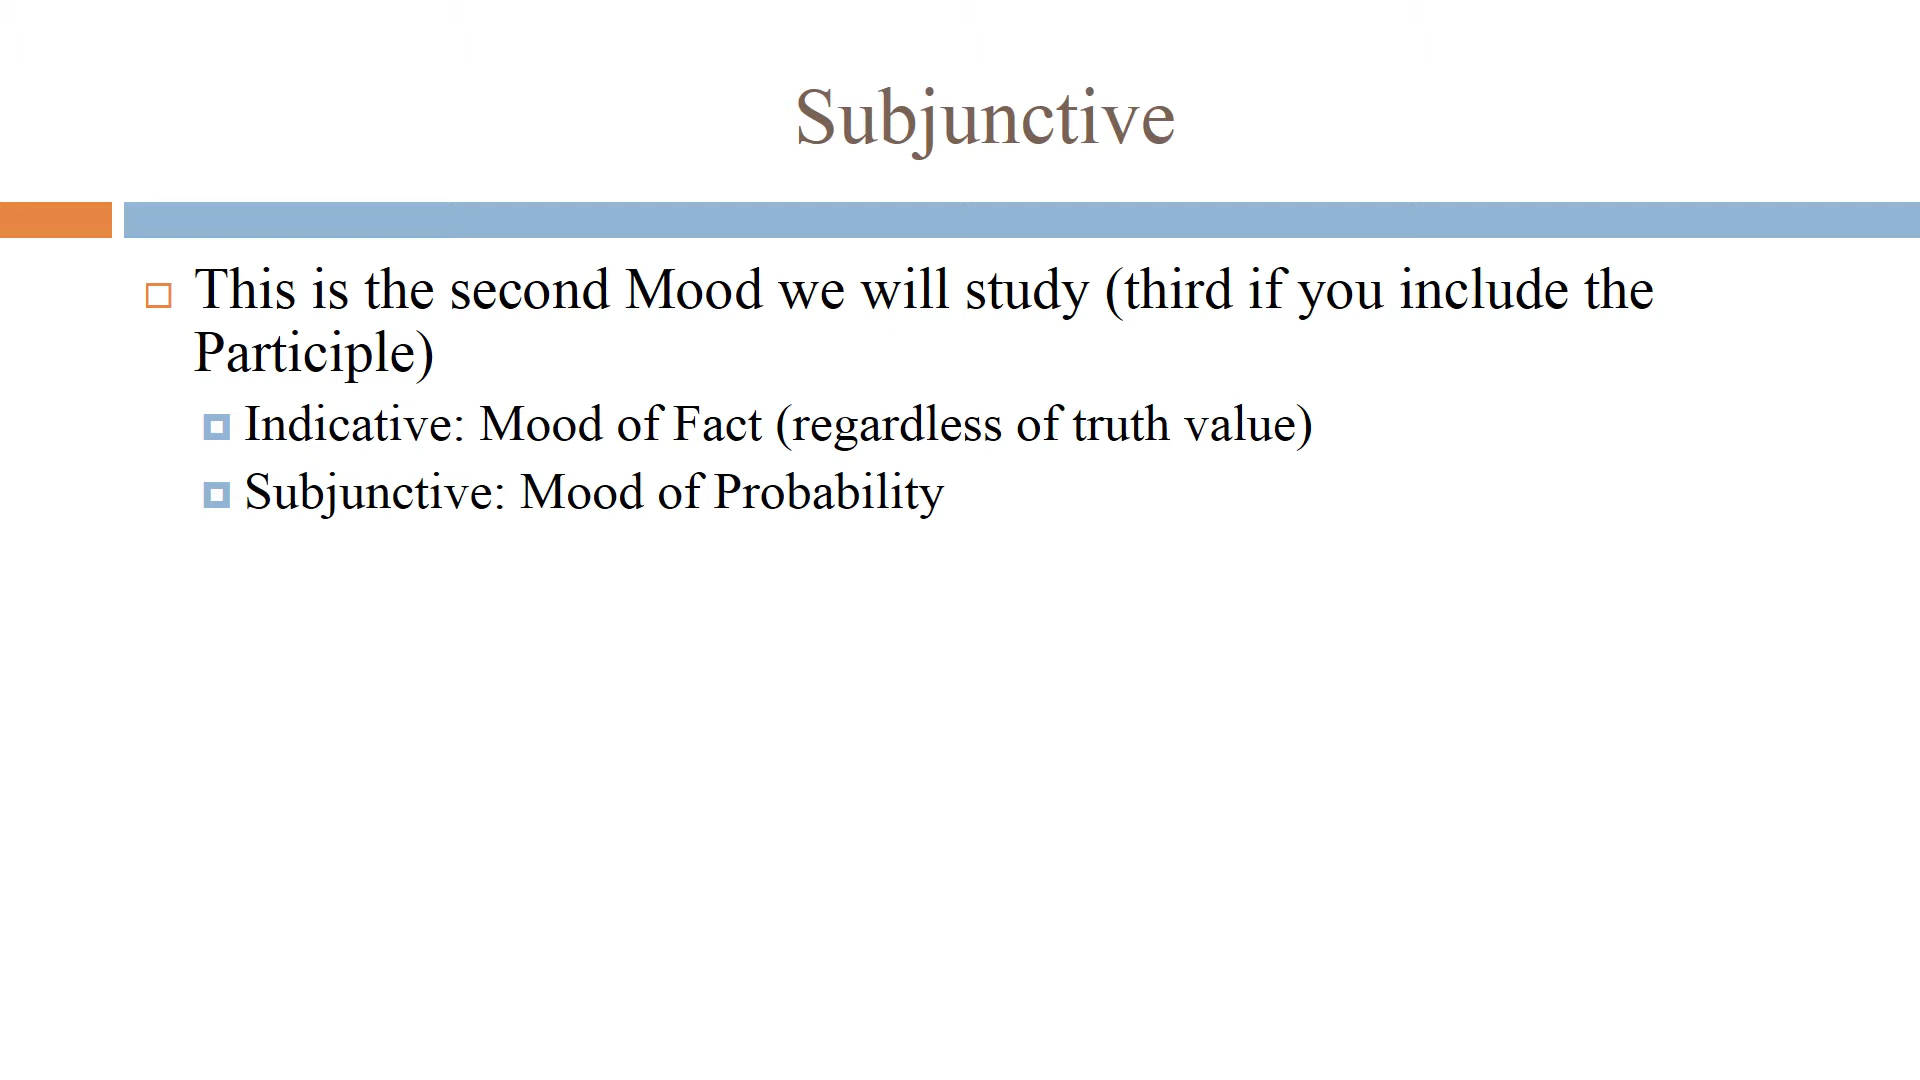 Subjunctive
This is the second Mood we will study (third if you include the
Participle)
Indicative: Mood of Fact (regardless of truth value)
Subjunctive: Mood of Probability